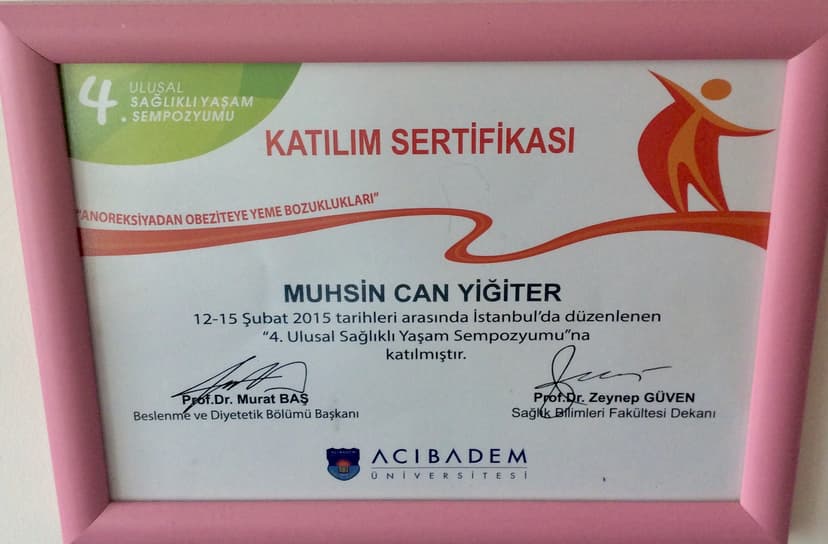 4. ULUSAL
SAĞLIKLI YAŞAM
SEMPOZYUMU
KATILIM SERTİFİKASI
"ANOREKSİYADAN OBEZİTEYE YEME BOZUKLUKLARI"
MUHSİN CAN YİĞİTER
12-15 Şubat 2015 tarihleri arasında İstanbul'da düzenlenen
"4. Ulusal Sağlıklı Yaşam Sempozyumu"na
katılmıştır.
Prof.Dr. Murat BAŞ
Beslenme ve Diyetetik Bölümü Başkanı
Prof.Dr. Zeynep GÜVEN
Sağlık Bilimleri Fakültesi Dekanı
ACIBADEM
ÜNİVERSİTESİ